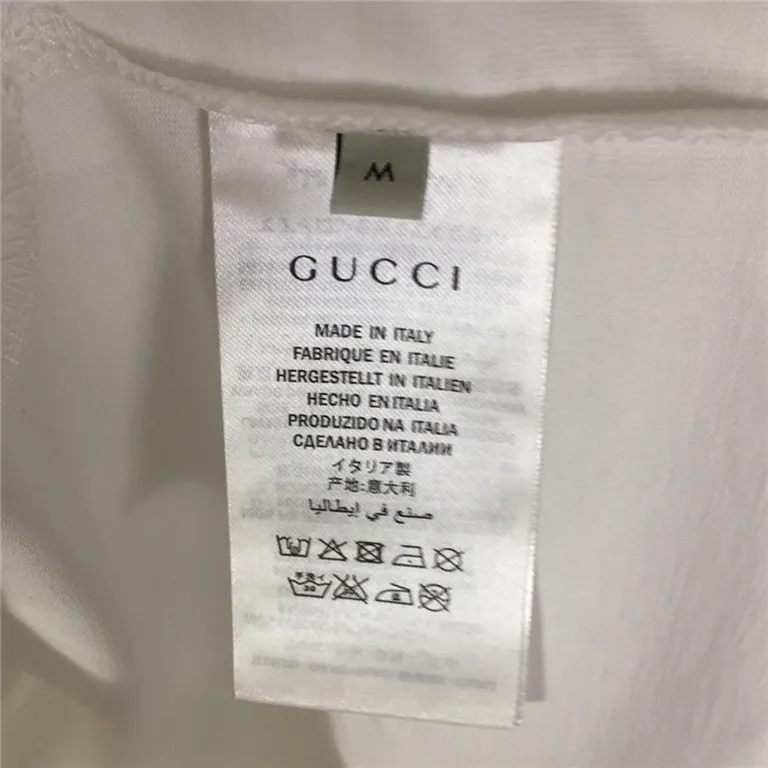 M
GUCCI
MADE IN ITALY
FABRIQUE EN ITALIE
HERGESTELLT IN ITALIEN
HECHO EN ITALIA
PRODUZIDO NA ITALIA
СДЕЛАНО В ИТАЛИИ
イタリア製
产地:意大利
صنع في إيطاليا